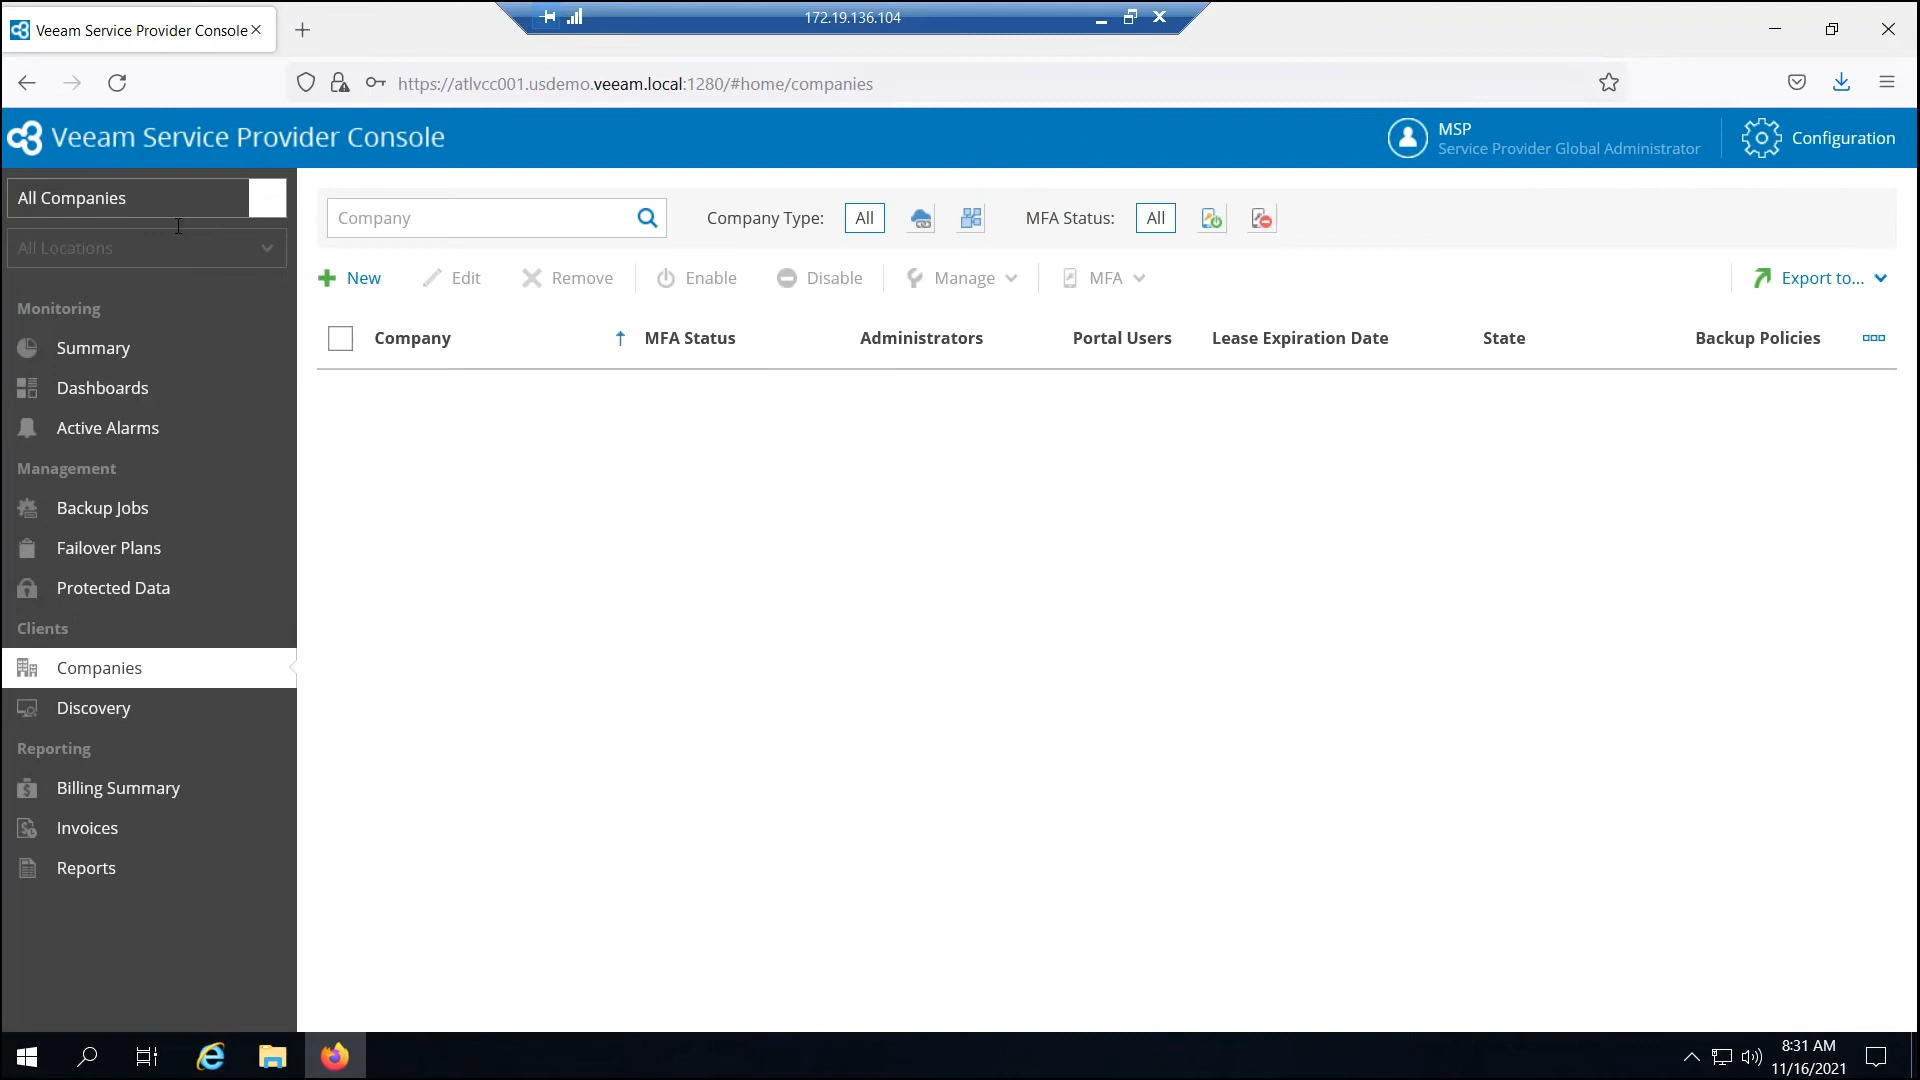 172.19.136.104
Veeam Service Provider Console
https://atlvcc001.usdemo.veeam.local:1280/#home/companies
Veeam Service Provider Console
MSP
Service Provider Global Administrator
Configuration
All Companies
All Locations
Monitoring
Summary
Dashboards
Active Alarms
Management
Backup Jobs
Failover Plans
Protected Data
Clients
Companies
Discovery
Reporting
Billing Summary
Invoices
Reports
Company
Company Type: All
MFA Status: All
New Edit Remove Enable Disable Manage MFA Export to...
Company MFA Status Administrators Portal Users Lease Expiration Date State Backup Policies
8:31 AM
11/16/2021